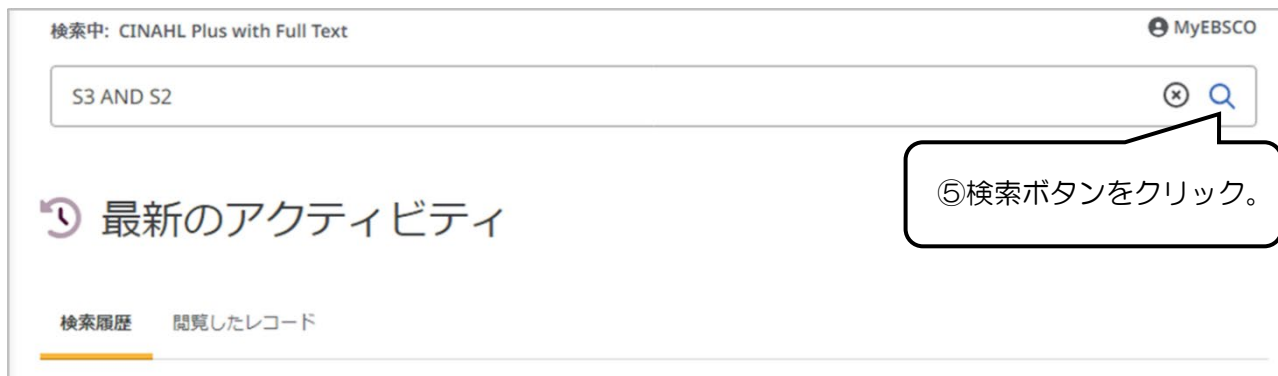 検索中: CINAHL Plus with Full Text
MyEBSCO
S3 AND S2
⑤検索ボタンをクリック。
最新のアクティビティ
検索履歴 閲覧したレコード